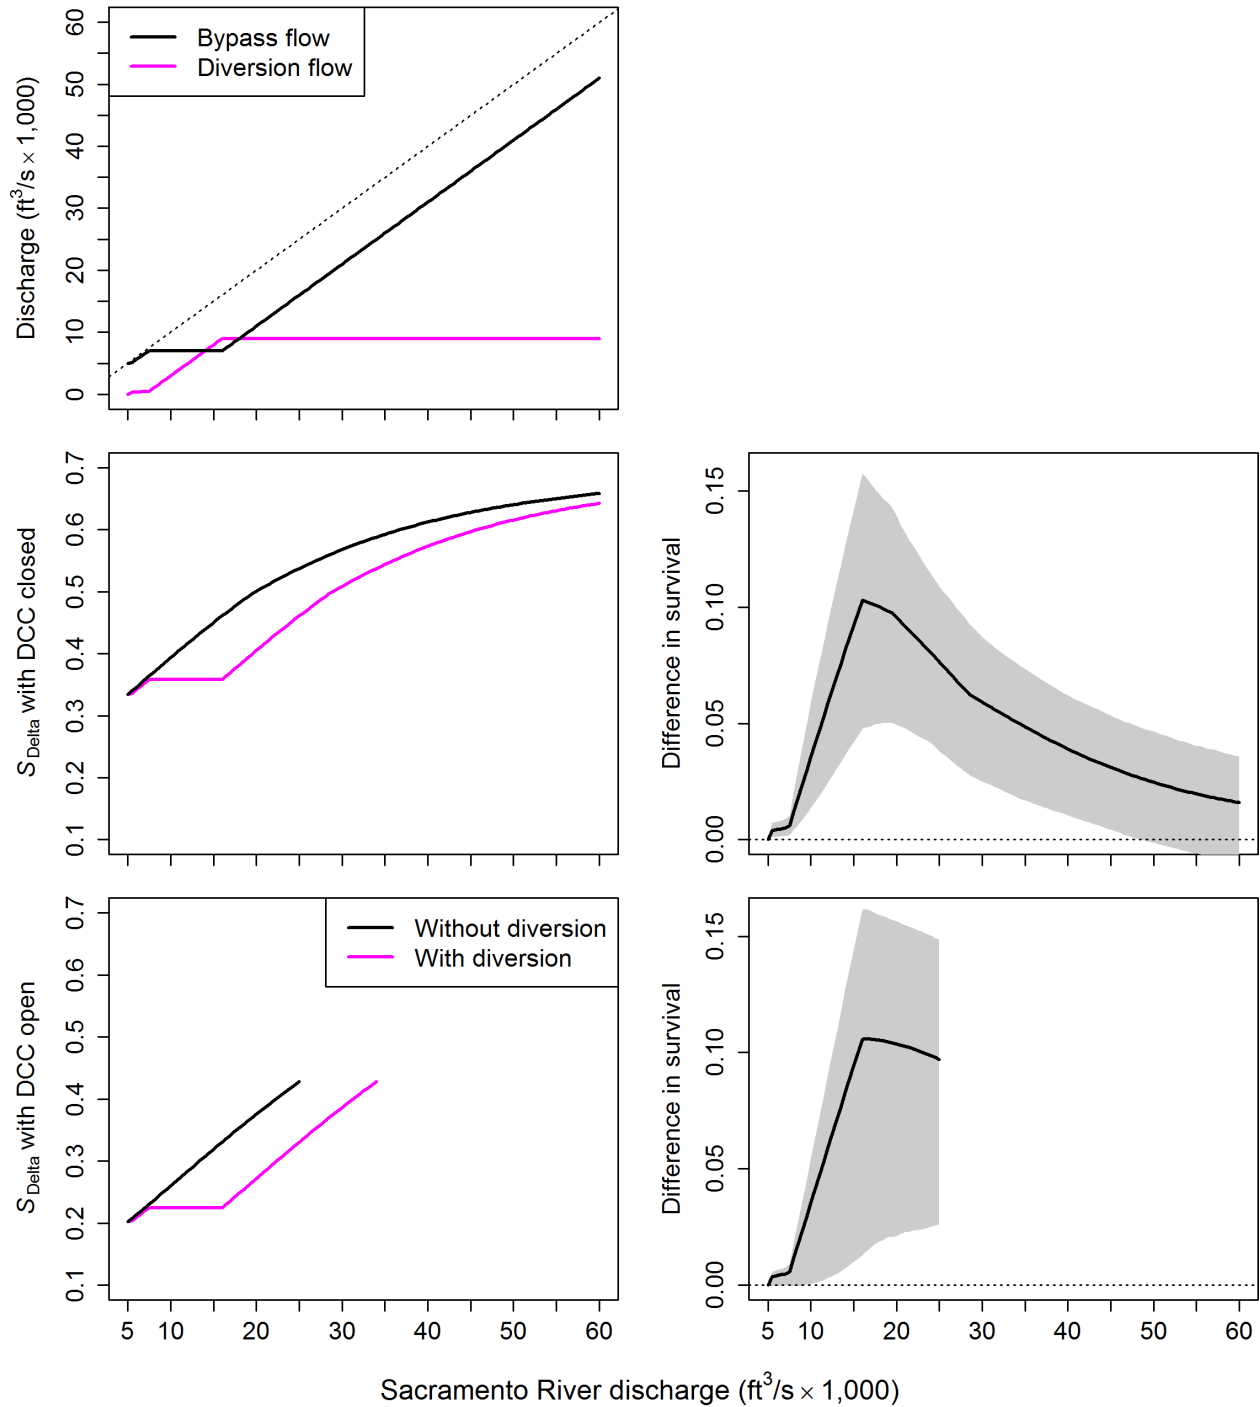 Bypass flow
Diversion flow
Discharge (ft³/s × 1,000)
0 10 20 30 40 50 60
S_Delta with DCC closed
0.1 0.2 0.3 0.4 0.5 0.6 0.7
Difference in survival
0.00 0.05 0.10 0.15
Without diversion
With diversion
S_Delta with DCC open
0.1 0.2 0.3 0.4 0.5 0.6 0.7
5 10 20 30 40 50 60
Difference in survival
0.00 0.05 0.10 0.15
5 10 20 30 40 50 60
Sacramento River discharge (ft³/s × 1,000)